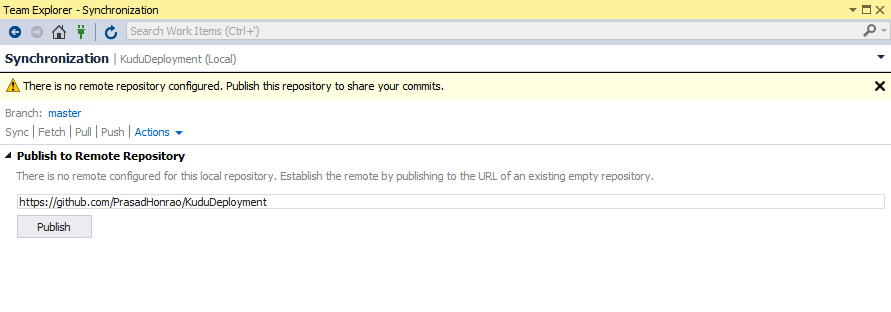 Team Explorer - Synchronization
Search Work Items (Ctrl+')
Synchronization | KuduDeployment (Local)
There is no remote repository configured. Publish this repository to share your commits.
Branch: master
Sync | Fetch | Pull | Push | Actions
Publish to Remote Repository
There is no remote configured for this local repository. Establish the remote by publishing to the URL of an existing empty repository.
https://github.com/PrasadHonrao/KuduDeployment
Publish